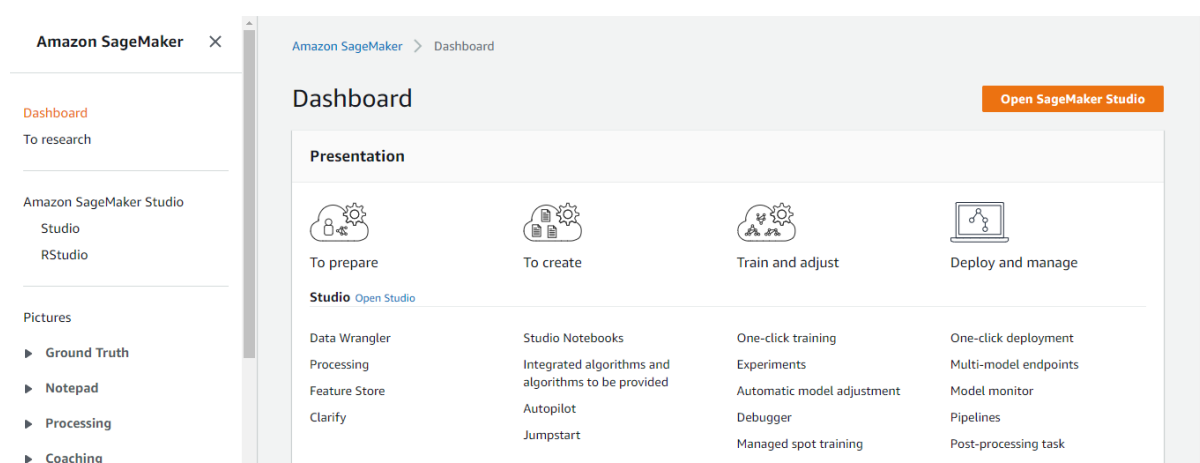 Amazon SageMaker
Dashboard
To research
Amazon SageMaker Studio
Studio
RStudio
Pictures
Ground Truth
Notepad
Processing
Coaching
Amazon SageMaker > Dashboard
Dashboard
Open SageMaker Studio
Presentation
To prepare
To create
Train and adjust
Deploy and manage
Studio Open Studio
Data Wrangler
Processing
Feature Store
Clarify
Studio Notebooks
Integrated algorithms and
algorithms to be provided
Autopilot
Jumpstart
One-click training
Experiments
Automatic model adjustment
Debugger
Managed spot training
One-click deployment
Multi-model endpoints
Model monitor
Pipelines
Post-processing task